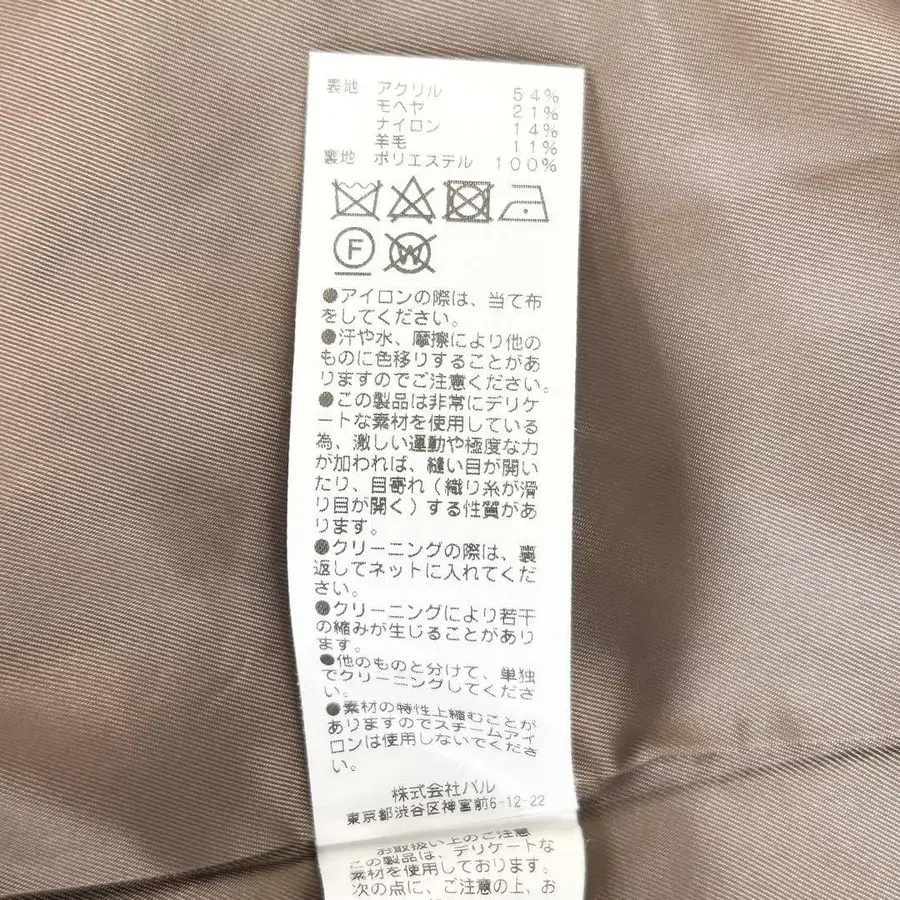 表地 アクリル 54%
モヘヤ 21%
ナイロン 14%
羊毛 11%
裏地 ポリエステル 100%
F W
●アイロンの際は、当て布
をしてください。
●汗や水、摩擦により他の
ものに色移りすることがあ
りますのでご注意ください。
●この製品は非常にデリケ
ートな素材を使用している
為、激しい運動や極度な力
が加われば、縫い目が開い
たり、目寄れ(織り糸が滑
り目が開く)する性質があ
ります。
●クリーニングの際は、裏
返してネットに入れてくだ
さい。
●クリーニングにより若干
の縮みが生じることがあり
ます。
●他のものと分けて、単独
でクリーニングしてくださ
い。
●素材の特性上縮むことが
ありますのでスチームアイ
ロンは使用しないでくださ
い。
株式会社パル
東京都渋谷区神宮前6-12-22
お取扱い上のご注意
この製品は、デリケートな
素材を使用しております。
次の点に、ご注意の上、お